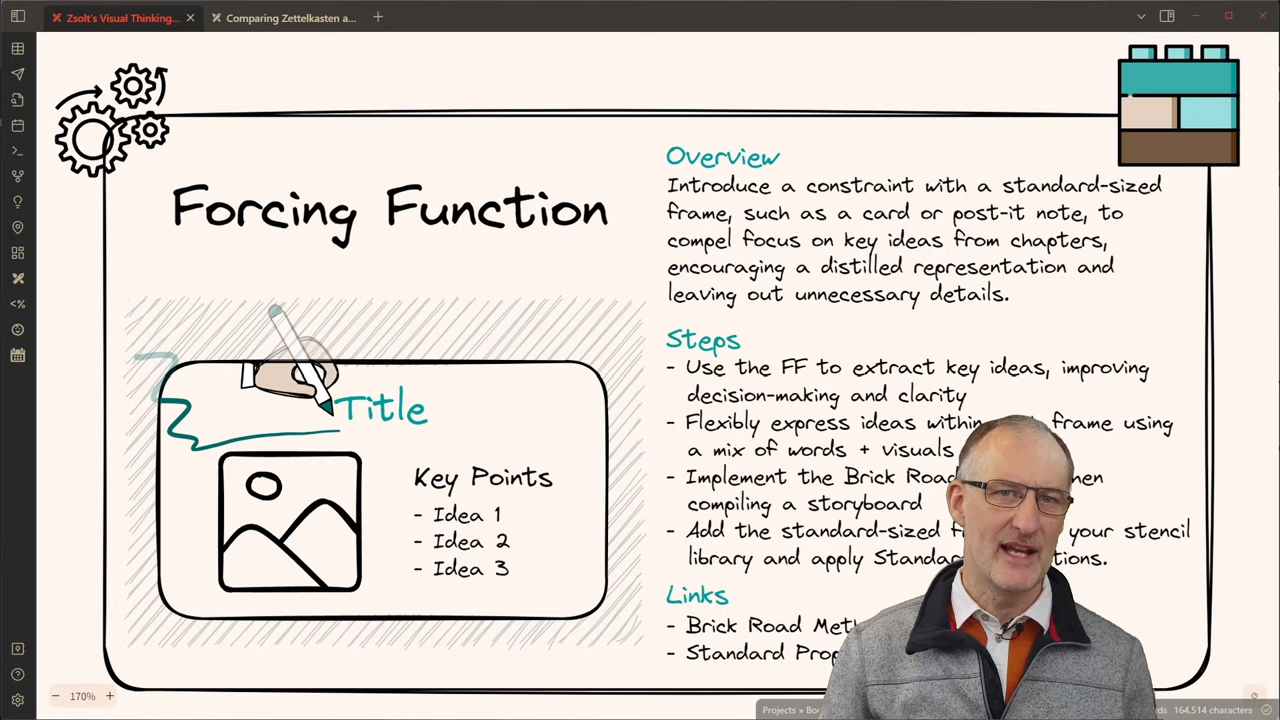 Zsolt's Visual Thinking...
Comparing Zettelkasten a...
Forcing Function
Title
Key Points
- Idea 1
- Idea 2
- Idea 3
Overview
Introduce a constraint with a standard-sized
frame, such as a card or post-it note, to
compel focus on key ideas from chapters,
encouraging a distilled representation and
leaving out unnecessary details.
Steps
- Use the FF to extract key ideas, improving
decision-making and clarity
- Flexibly express ideas within frame using
a mix of words + visuals
- Implement the Brick Road
compiling a storyboard
- Add the standard-sized your stencil
library and apply
Links
- Brick Road
- Standard
- 170% +
Projects »
164,514 characters